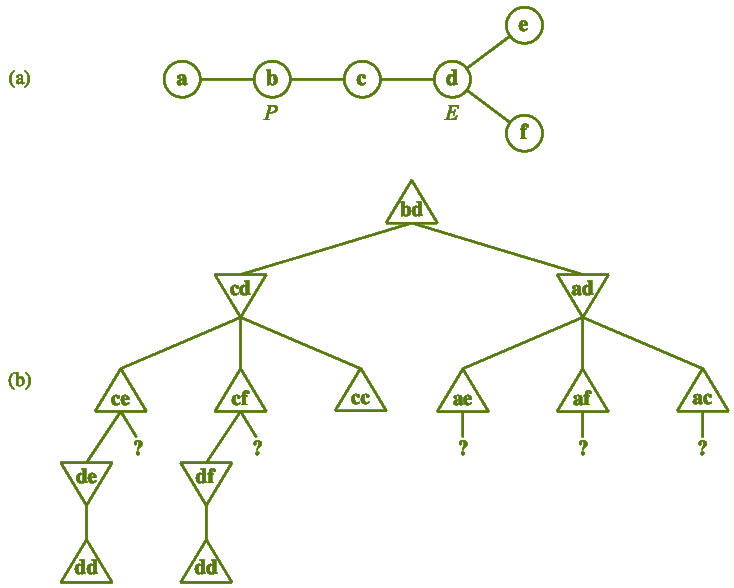 e
(a) a b c d
P E
f
bd
cd ad
(b)
ce cf cc ae af ac
? ? ? ? ?
de df
dd dd